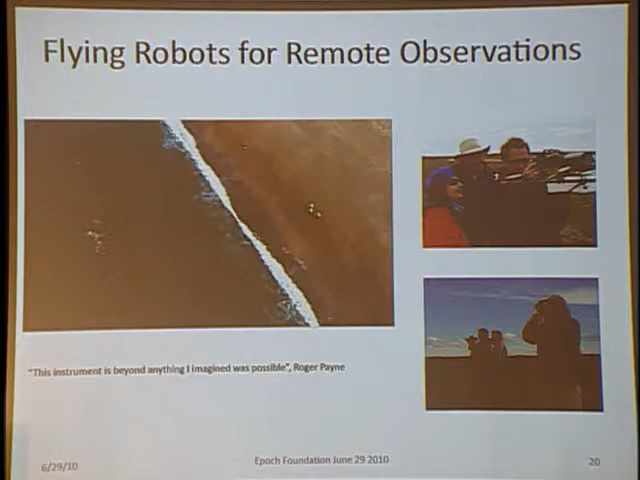 Flying Robots for Remote Observations
"This instrument is beyond anything I imagined was possible", Roger Payne
6/29/10
Epoch Foundation June 29 2010
20